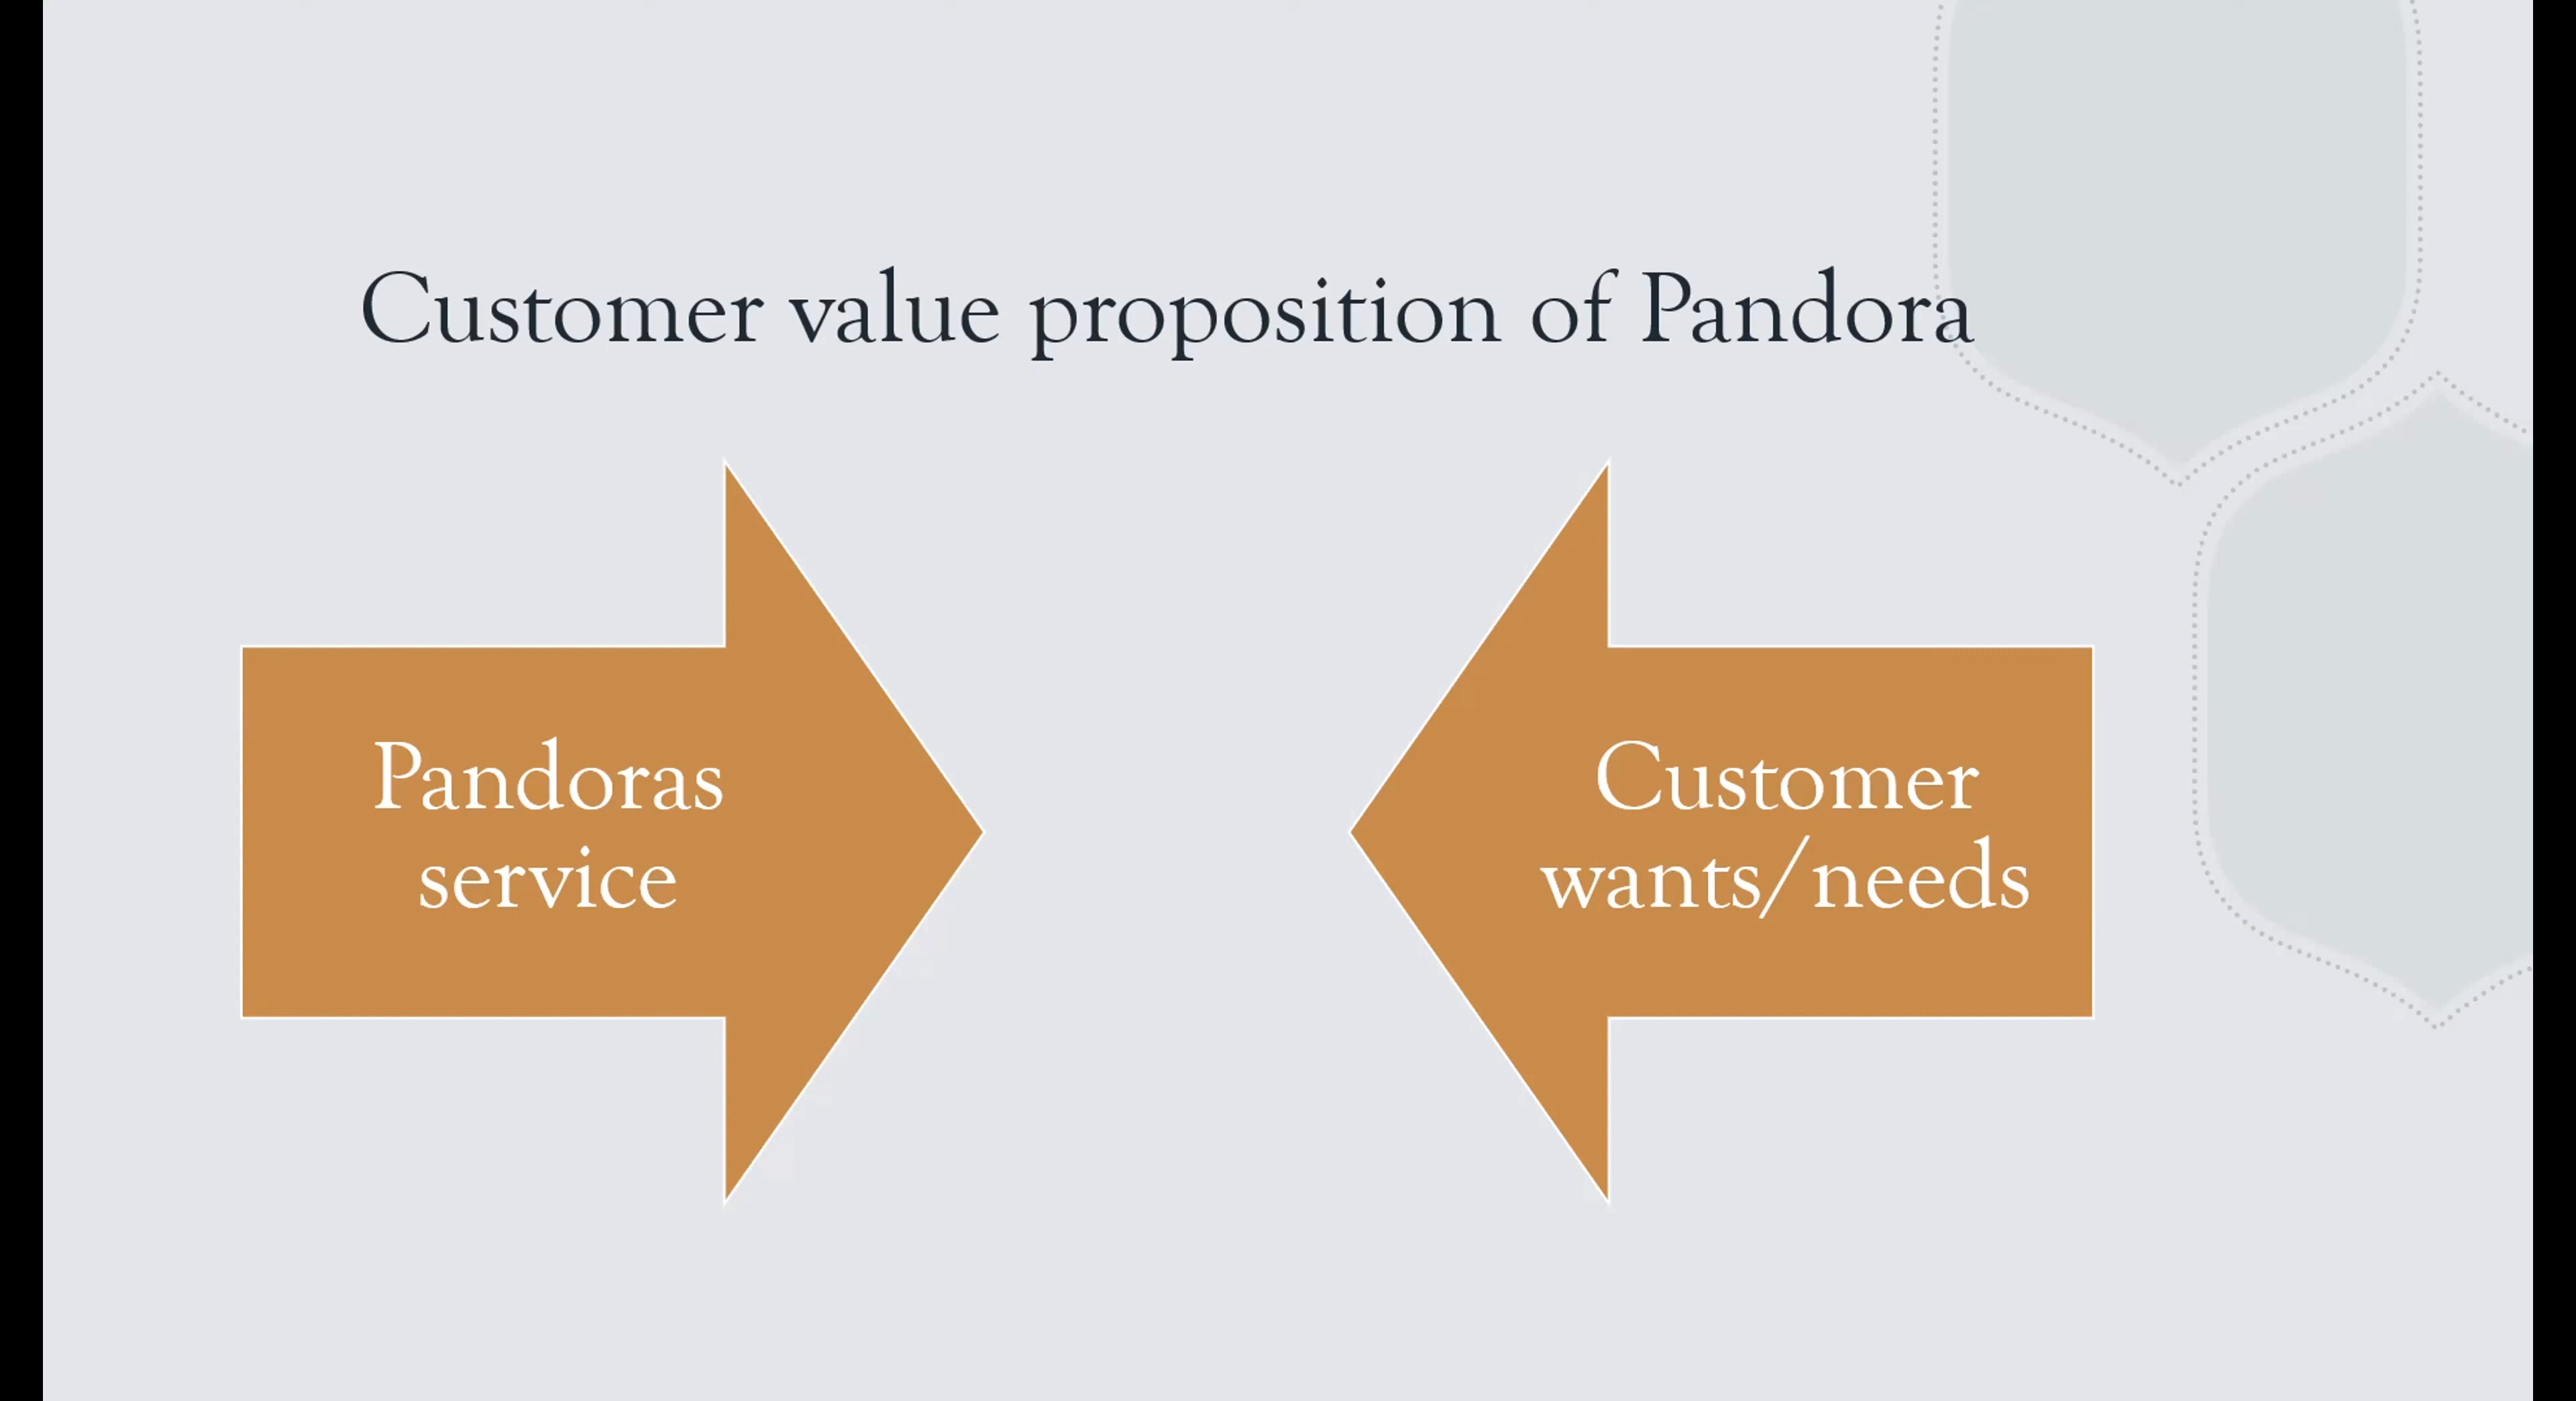 Customer value proposition of Pandora
Pandoras
service
Customer
wants/needs